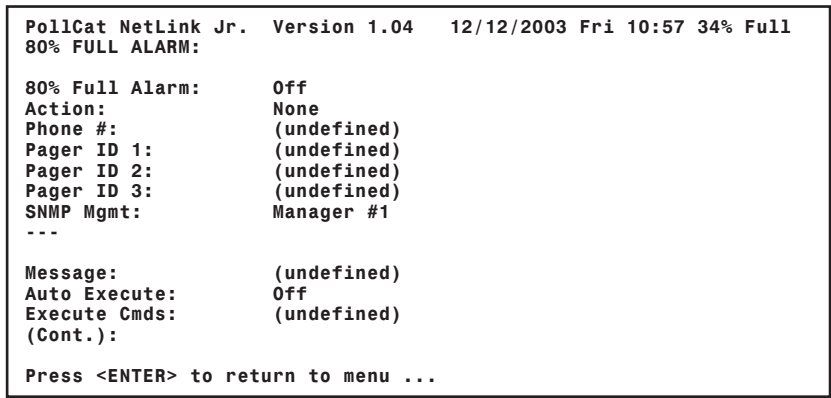 PollCat NetLink Jr.  Version 1.04   12/12/2003 Fri 10:57 34% Full
80% FULL ALARM:
80% Full Alarm:     Off
Action:             None
Phone #:            (undefined)
Pager ID 1:         (undefined)
Pager ID 2:         (undefined)
Pager ID 3:         (undefined)
SNMP Mgmt:          Manager #1
---
Message:            (undefined)
Auto Execute:       Off
Execute Cmds:       (undefined)
(Cont.):
Press <ENTER> to return to menu ...